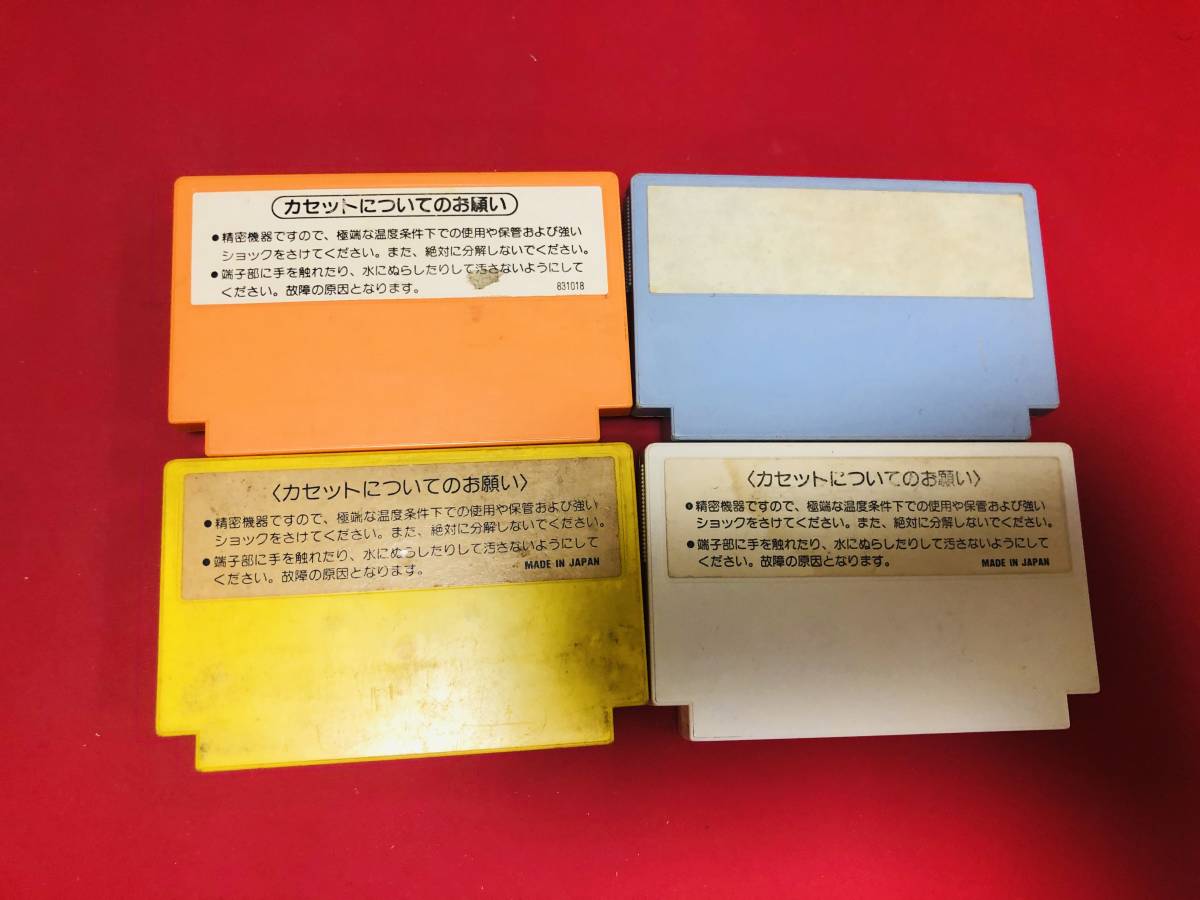 カセットについてのお願い
●精密機器ですので、極端な温度条件下での使用や保管および強い
ショックをさけてください。また、絶対に分解しないでください。
●端子部に手を触れたり、水にぬらしたりして汚さないようにして
ください。故障の原因となります。
831018
〈カセットについてのお願い〉
●精密機器ですので、極端な温度条件下での使用や保管および強い
ショックをさけてください。また、絶対に分解しないでください。
●端子部に手を触れたり、水にぬらしたりして汚さないようにして
ください。故障の原因となります。
MADE IN JAPAN
〈カセットについてのお願い〉
●精密機器ですので、極端な温度条件下での使用や保管および強い
ショックをさけてください。また、絶対に分解しないでください。
●端子部に手を触れたり、水にぬらしたりして汚さないようにして
ください。故障の原因となります。
MADE IN JAPAN